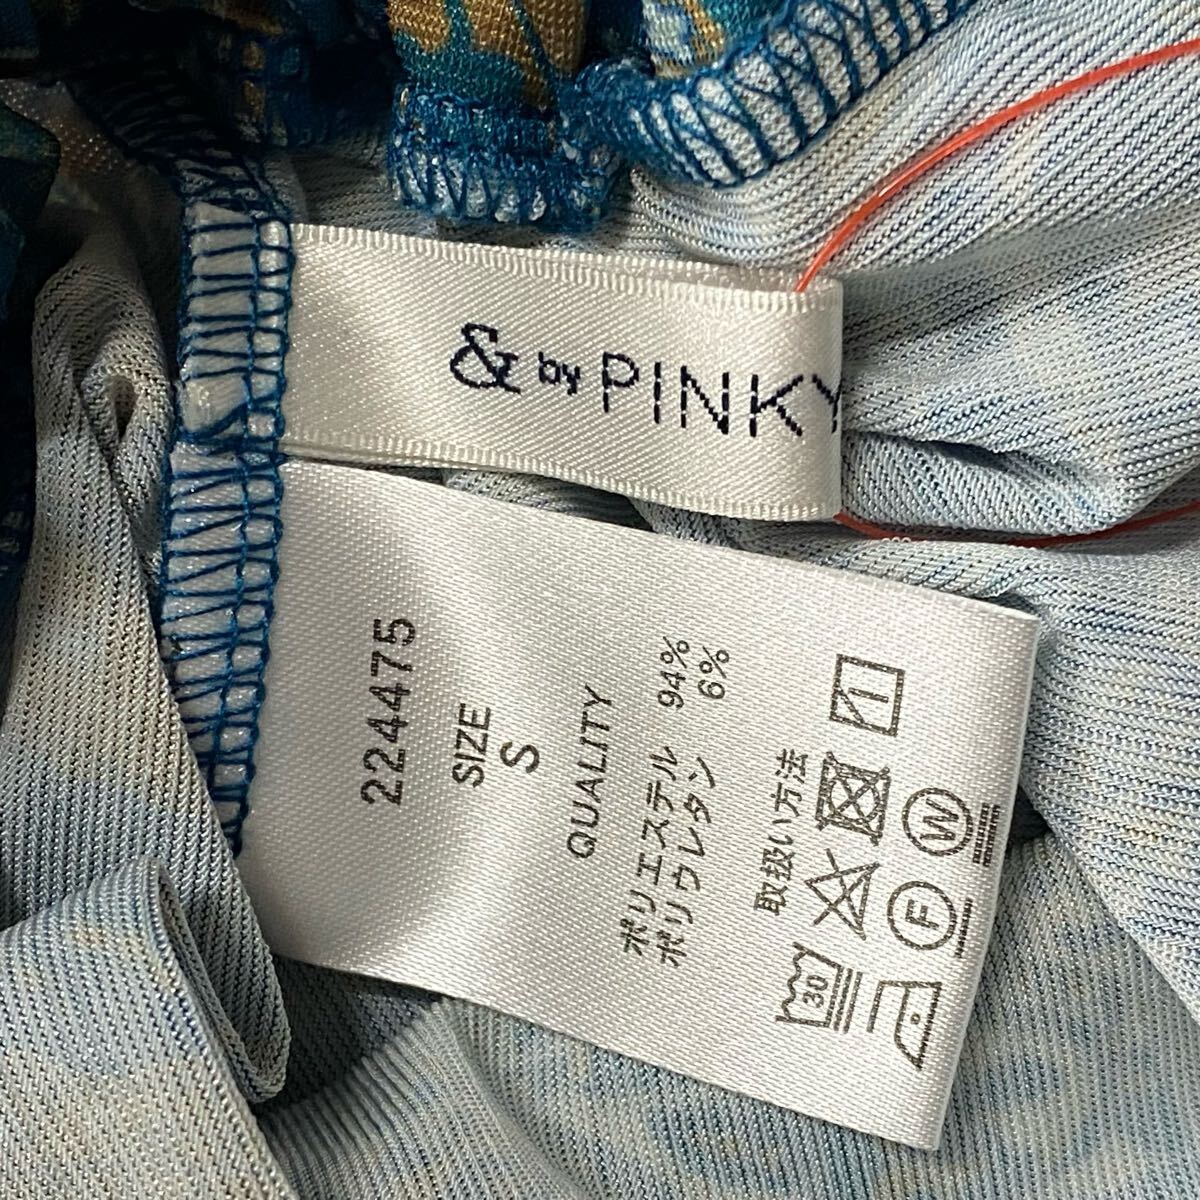 & by PINKY
224475
SIZE
S
QUALITY
ポリエステル 94%
ポリウレタン 6%
取扱い方法
30
W
F